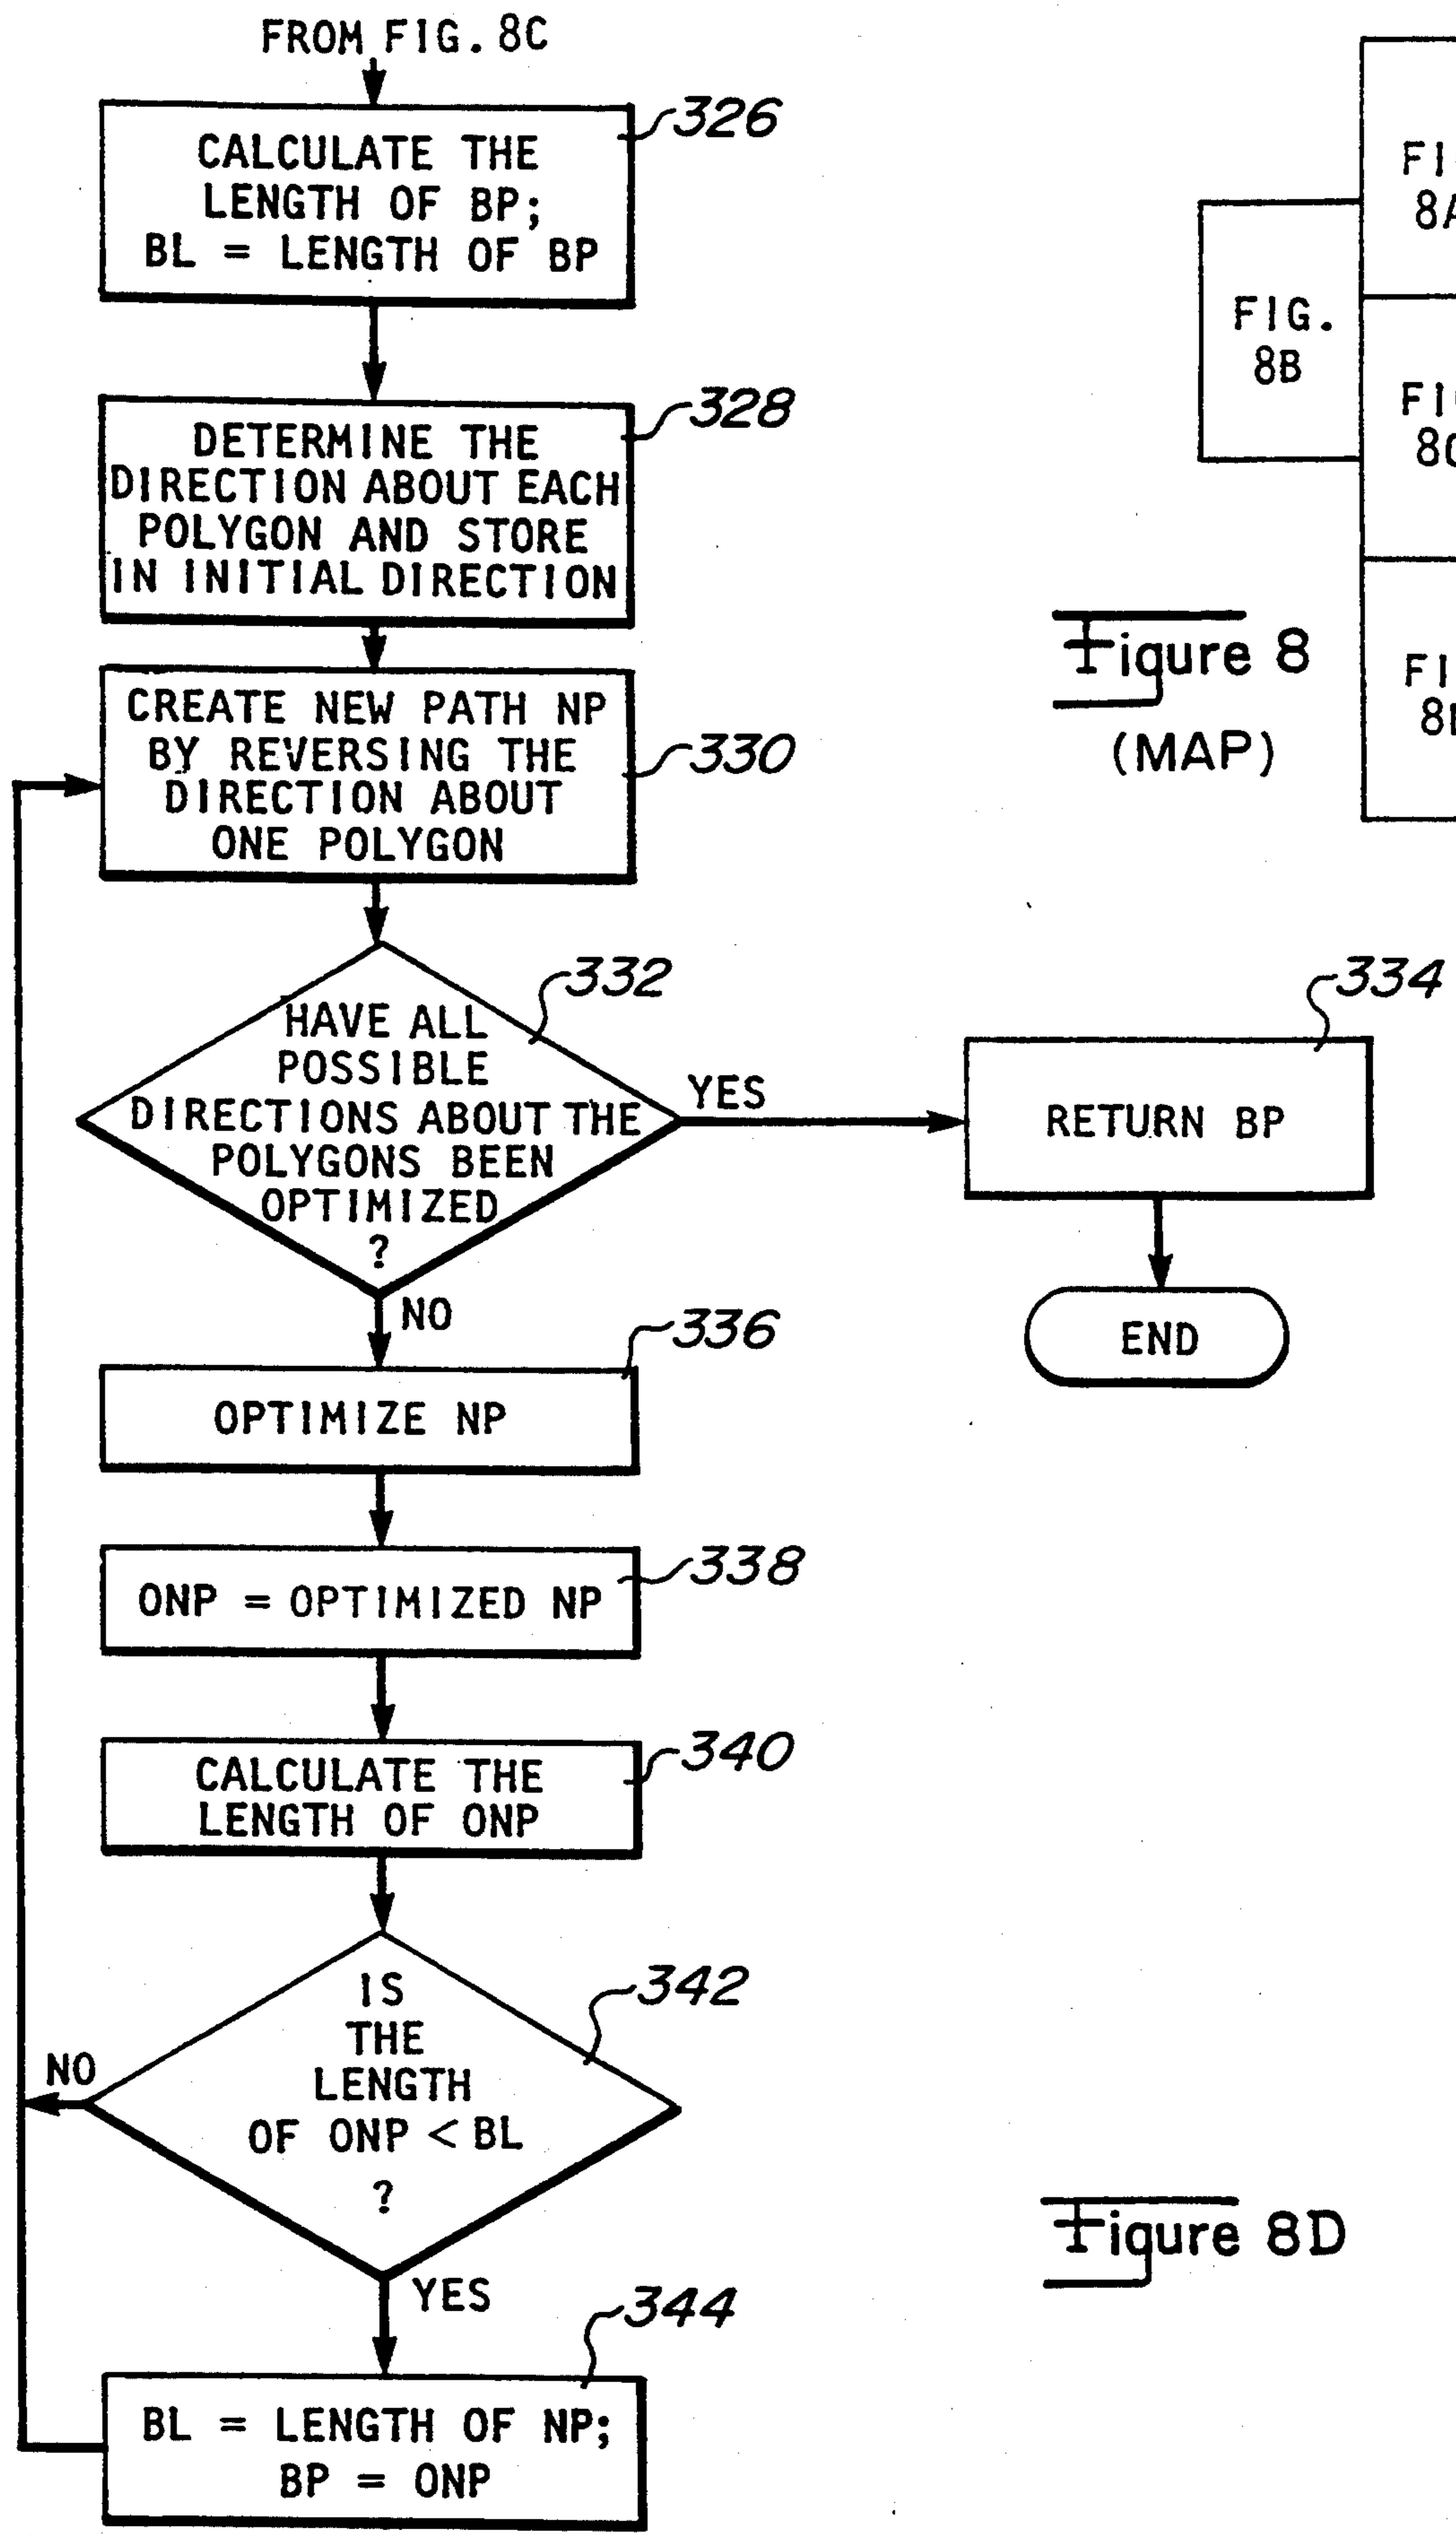 FROM FIG. 8C
326
CALCULATE THE
LENGTH OF BP;
BL = LENGTH OF BP
328
DETERMINE THE
DIRECTION ABOUT EACH
POLYGON AND STORE
IN INITIAL DIRECTION
330
CREATE NEW PATH NP
BY REVERSING THE
DIRECTION ABOUT
ONE POLYGON
332
HAVE ALL
POSSIBLE
DIRECTIONS ABOUT THE
POLYGONS BEEN
OPTIMIZED
?
YES
NO
334
RETURN BP
END
336
OPTIMIZE NP
338
ONP = OPTIMIZED NP
340
CALCULATE THE
LENGTH OF ONP
342
IS
THE
LENGTH
OF ONP < BL
?
NO
YES
344
BL = LENGTH OF NP;
BP = ONP
FIG.
8B
8A
Figure 8
(MAP)
Figure 8D